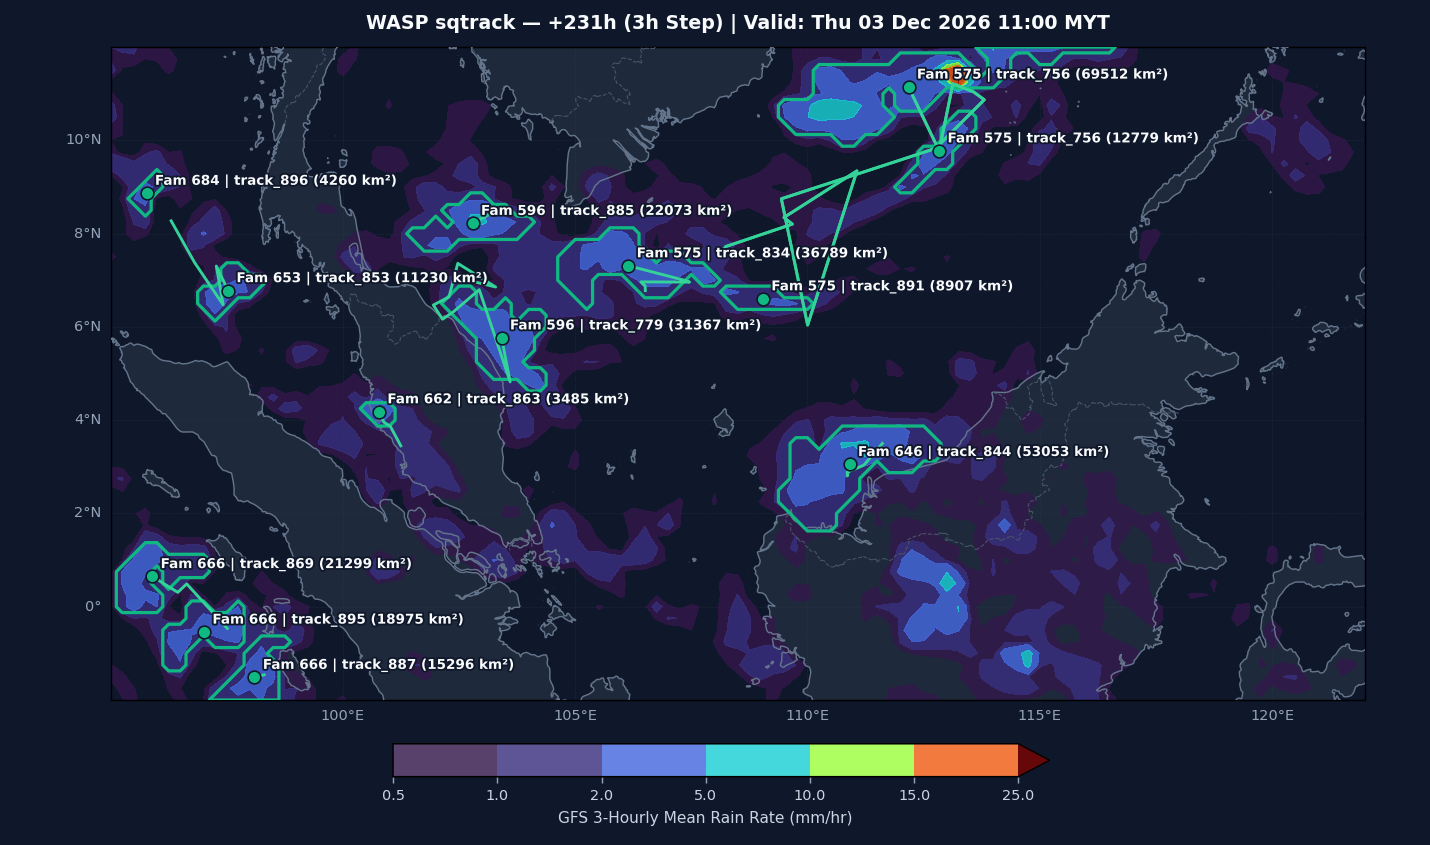 WASP sqtrack — +231h (3h Step) | Valid: Thu 03 Dec 2026 11:00 MYT
Fam 575 | track_756 (69512 km²)
10°N
Fam 575 | track_756 (12779 km²)
Fam 684 | track_896 (4260 km²)
Fam 596 | track_885 (22073 km²)
8°N
Fam 575 | track_834 (36789 km²)
Fam 653 | track_853 (11230 km²)
Fam 575 | track_891 (8907 km²)
6°N
Fam 596 | track_779 (31367 km²)
Fam 662 | track_863 (3485 km²)
4°N
Fam 646 | track_844 (53053 km²)
2°N
Fam 666 | track_869 (21299 km²)
0°
Fam 666 | track_895 (18975 km²)
Fam 666 | track_887 (15296 km²)
100°E 105°E 110°E 115°E 120°E
0.5 1.0 2.0 5.0 10.0 15.0 25.0
GFS 3-Hourly Mean Rain Rate (mm/hr)